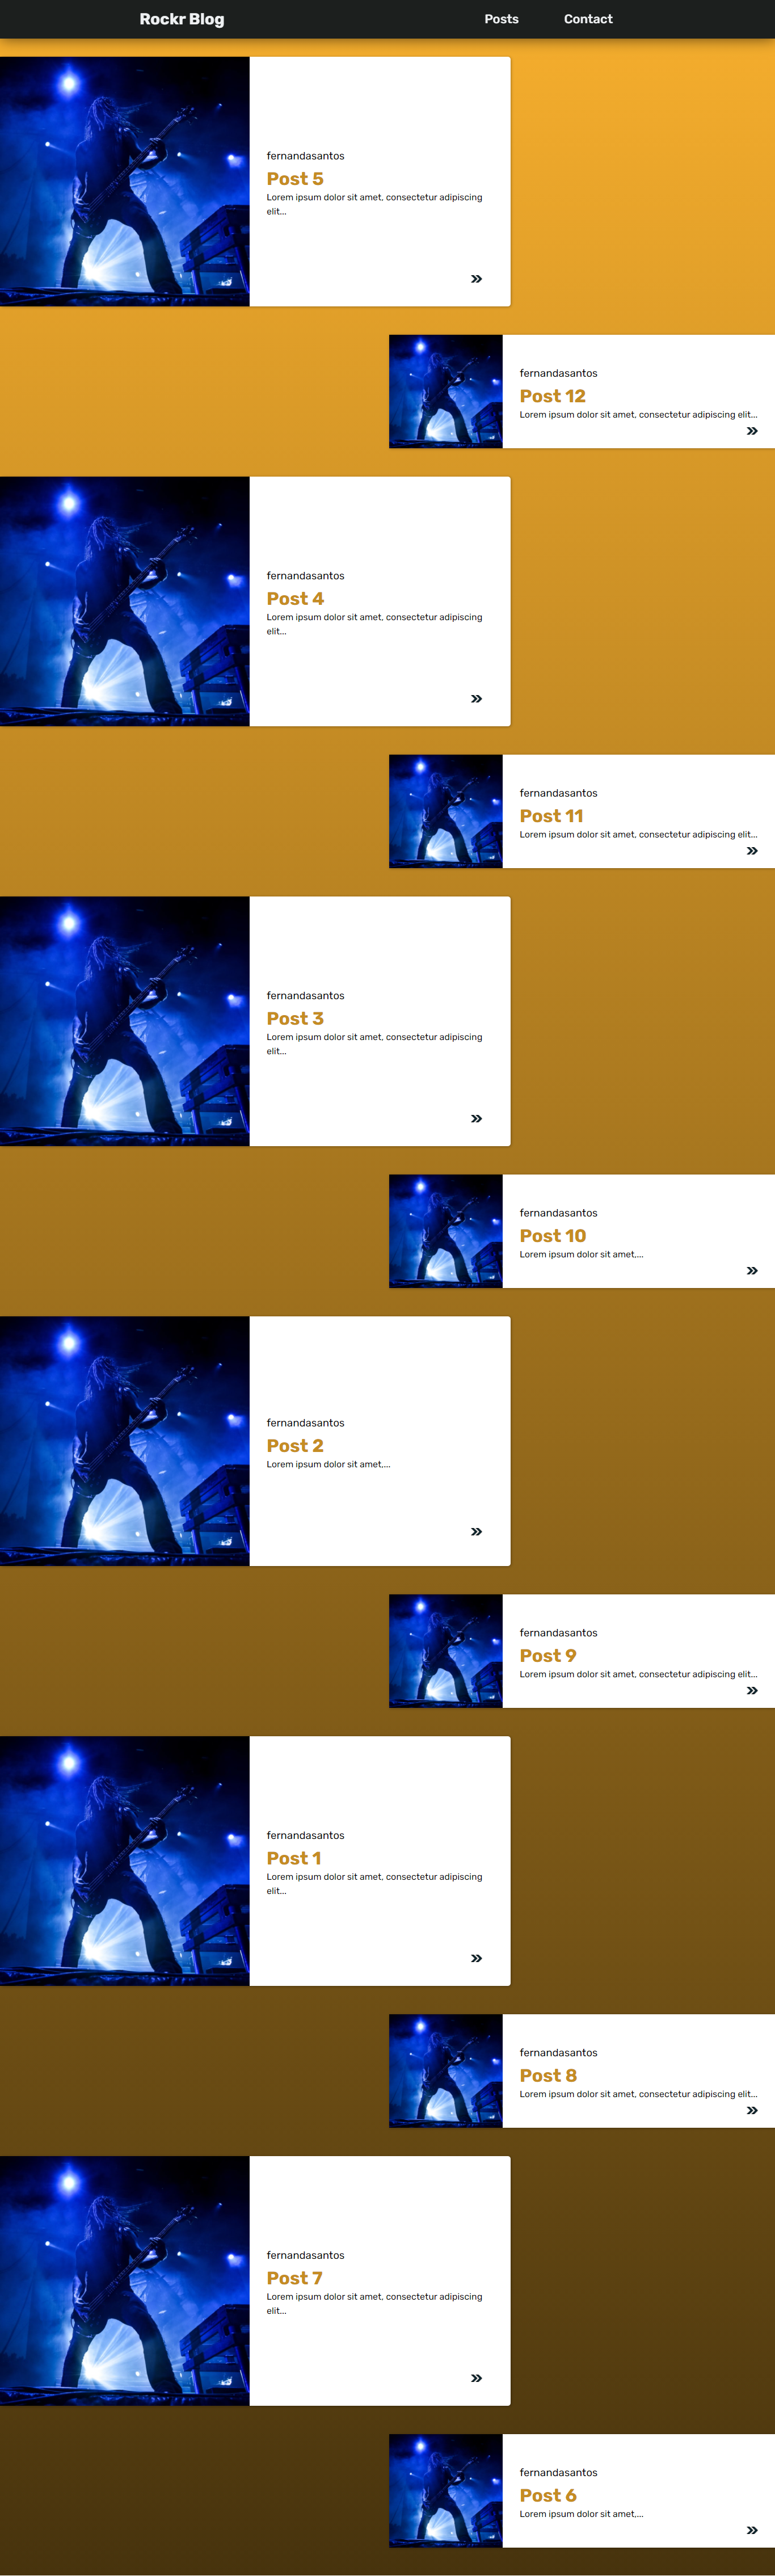 Rockr Blog Posts Contact
fernandasantos
Post 5
Lorem ipsum dolor sit amet, consectetur adipiscing
elit...
»
fernandasantos
Post 12
Lorem ipsum dolor sit amet, consectetur adipiscing elit...
»
fernandasantos
Post 4
Lorem ipsum dolor sit amet, consectetur adipiscing
elit...
»
fernandasantos
Post 11
Lorem ipsum dolor sit amet, consectetur adipiscing elit...
»
fernandasantos
Post 3
Lorem ipsum dolor sit amet, consectetur adipiscing
elit...
»
fernandasantos
Post 10
Lorem ipsum dolor sit amet,...
»
fernandasantos
Post 2
Lorem ipsum dolor sit amet,...
»
fernandasantos
Post 9
Lorem ipsum dolor sit amet, consectetur adipiscing elit...
»
fernandasantos
Post 1
Lorem ipsum dolor sit amet, consectetur adipiscing
elit...
»
fernandasantos
Post 8
Lorem ipsum dolor sit amet, consectetur adipiscing elit...
»
fernandasantos
Post 7
Lorem ipsum dolor sit amet, consectetur adipiscing
elit...
»
fernandasantos
Post 6
Lorem ipsum dolor sit amet,...
»